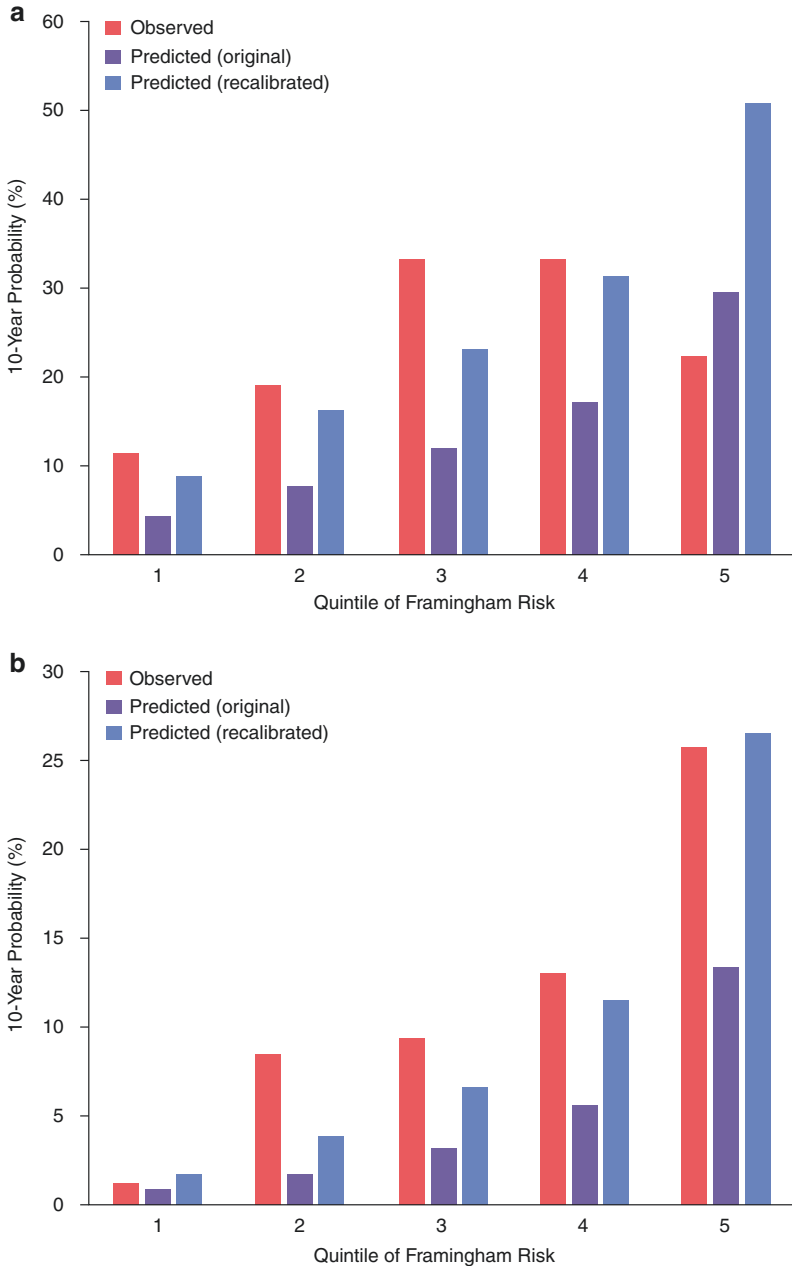 a
60
50
40
30
20
10
0
10-Year Probability (%)
Observed
Predicted (original)
Predicted (recalibrated)
1 2 3 4 5
Quintile of Framingham Risk
b
30
25
20
15
10
5
0
10-Year Probability (%)
Observed
Predicted (original)
Predicted (recalibrated)
1 2 3 4 5
Quintile of Framingham Risk